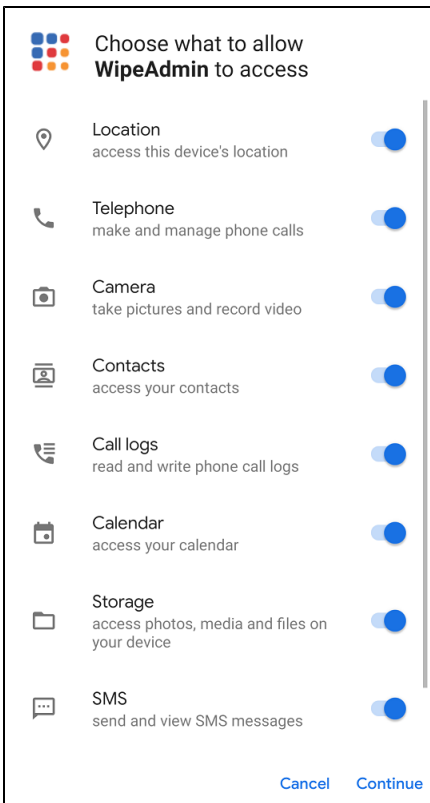 Choose what to allow
WipeAdmin to access
Location
access this device's location
Telephone
make and manage phone calls
Camera
take pictures and record video
Contacts
access your contacts
Call logs
read and write phone call logs
Calendar
access your calendar
Storage
access photos, media and files on
your device
SMS
send and view SMS messages
Cancel Continue